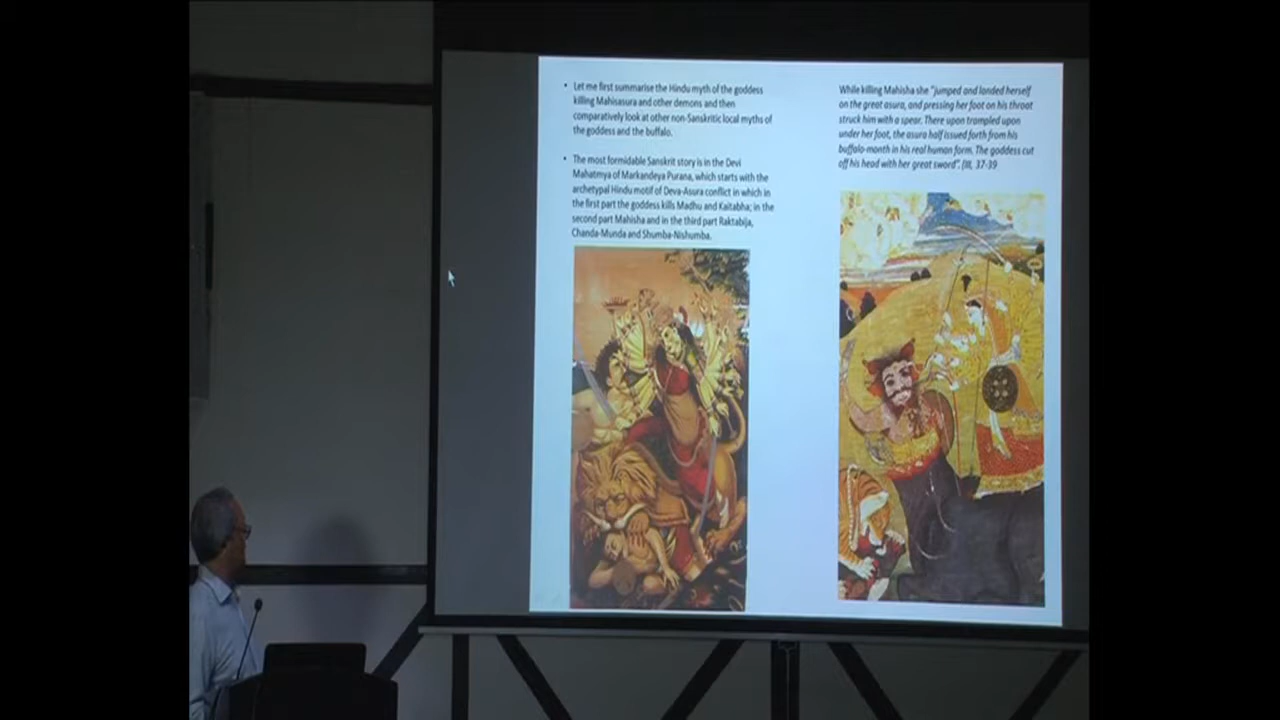 • Let me first summarise the Hindu myth of the goddess
killing Mahisasura and other demons and then
comparatively look at other non-Sanskritic local myths of
the goddess and the buffalo.
• The most formidable Sanskrit story is in the Devi
Mahatmya of Markandeya Purana, which starts with the
archetypal Hindu motif of Deva-Asura conflict in which in
the first part the goddess kills Madhu and Kaitabha; in the
second part Mahisha and in the third part Raktabija,
Chanda-Munda and Shumba-Nishumba.
While killing Mahisha she "jumped and landed herself
on the great asura, and pressing her foot on his throat
struck him with a spear. There upon trampled upon
under her foot, the asura half issued forth from his
buffalo-month in his real human form. The goddess cut
off his head with her great sword". (III, 37-39